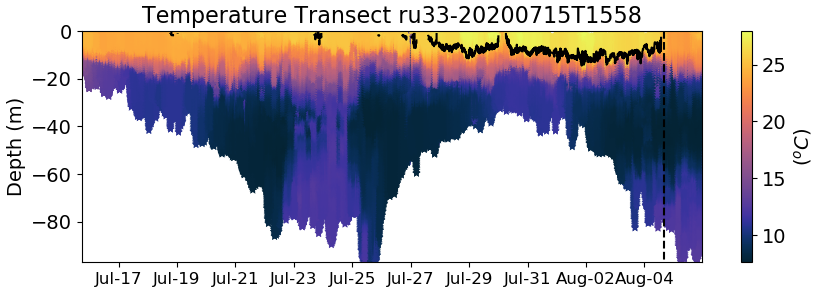 Temperature Transect ru33-20200715T1558
0
−20
−40
−60
−80
Depth (m)
Jul-17 Jul-19 Jul-21 Jul-23 Jul-25 Jul-27 Jul-29 Jul-31 Aug-02 Aug-04
25
20
15
10
(°C)